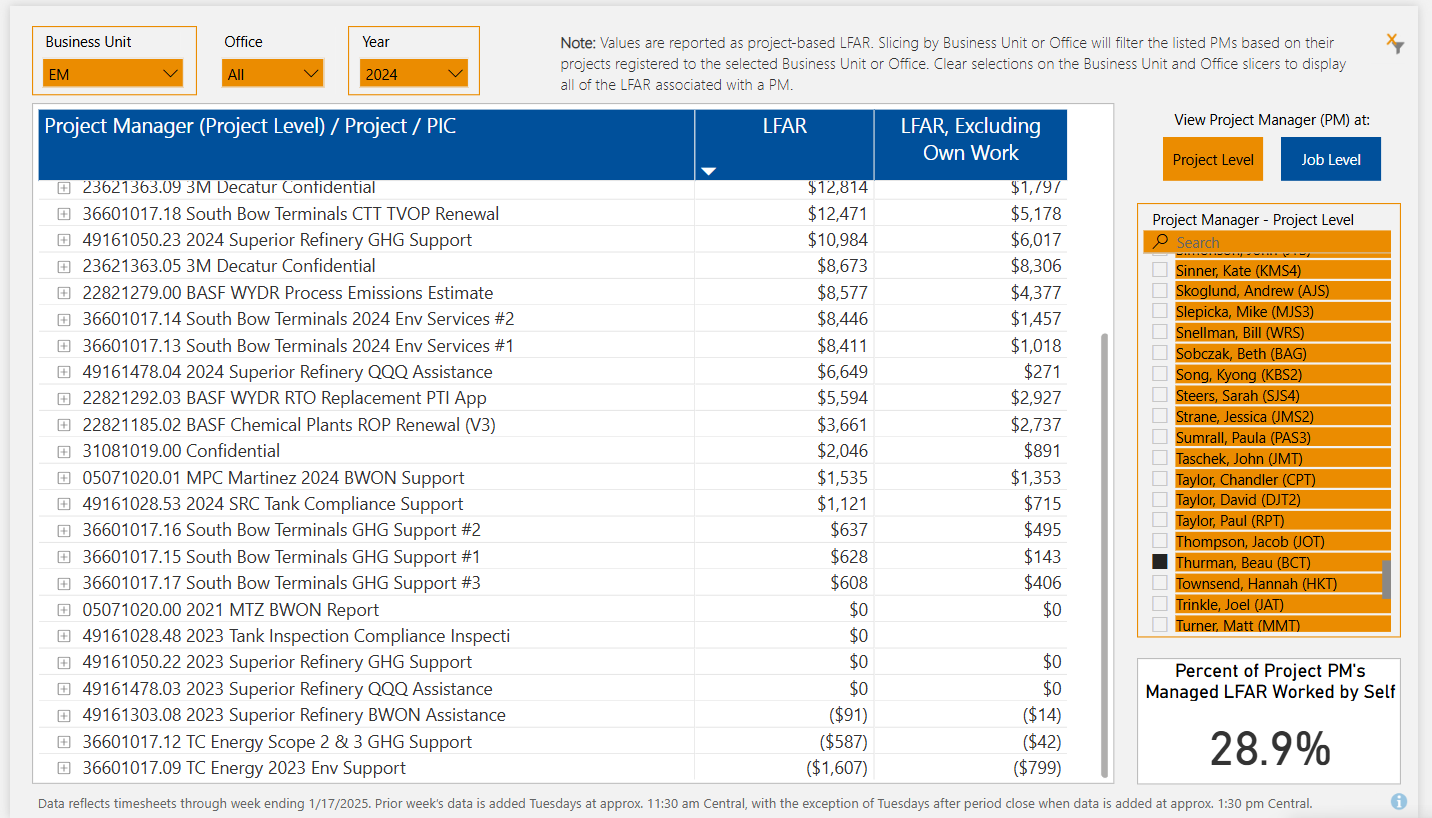 Business Unit
EM
Office
All
Year
2024
Note: Values are reported as project-based LFAR. Slicing by Business Unit or Office will filter the listed PMs based on their
projects registered to the selected Business Unit or Office. Clear selections on the Business Unit and Office slicers to display
all of the LFAR associated with a PM.
Project Manager (Project Level) / Project / PIC LFAR LFAR, Excluding
Own Work
23621363.09 3M Decatur Confidential $12,814 $1,797
36601017.18 South Bow Terminals CTT TVOP Renewal $12,471 $5,178
49161050.23 2024 Superior Refinery GHG Support $10,984 $6,017
23621363.05 3M Decatur Confidential $8,673 $8,306
22821279.00 BASF WYDR Process Emissions Estimate $8,577 $4,377
36601017.14 South Bow Terminals 2024 Env Services #2 $8,446 $1,457
36601017.13 South Bow Terminals 2024 Env Services #1 $8,411 $1,018
49161478.04 2024 Superior Refinery QQQ Assistance $6,649 $271
22821292.03 BASF WYDR RTO Replacement PTI App $5,594 $2,927
22821185.02 BASF Chemical Plants ROP Renewal (V3) $3,661 $2,737
31081019.00 Confidential $2,046 $891
05071020.01 MPC Martinez 2024 BWON Support $1,535 $1,353
49161028.53 2024 SRC Tank Compliance Support $1,121 $715
36601017.16 South Bow Terminals GHG Support #2 $637 $495
36601017.15 South Bow Terminals GHG Support #1 $628 $143
36601017.17 South Bow Terminals GHG Support #3 $608 $406
05071020.00 2021 MTZ BWON Report $0 $0
49161028.48 2023 Tank Inspection Compliance Inspecti $0
49161050.22 2023 Superior Refinery GHG Support $0 $0
49161478.03 2023 Superior Refinery QQQ Assistance $0 $0
49161303.08 2023 Superior Refinery BWON Assistance ($91) ($14)
36601017.12 TC Energy Scope 2 & 3 GHG Support ($587) ($42)
36601017.09 TC Energy 2023 Env Support ($1,607) ($799)
View Project Manager (PM) at:
Project Level
Job Level
Project Manager - Project Level
Search
Sinner, Kate (KMS4)
Skoglund, Andrew (AJS)
Slepicka, Mike (MJS3)
Snellman, Bill (WRS)
Sobczak, Beth (BAG)
Song, Kyong (KBS2)
Steers, Sarah (SJS4)
Strane, Jessica (JMS2)
Sumrall, Paula (PAS3)
Taschek, John (JMT)
Taylor, Chandler (CPT)
Taylor, David (DJT2)
Taylor, Paul (RPT)
Thompson, Jacob (JOT)
Thurman, Beau (BCT)
Townsend, Hannah (HKT)
Trinkle, Joel (JAT)
Turner, Matt (MMT)
Percent of Project PM's
Managed LFAR Worked by Self
28.9%
Data reflects timesheets through week ending 1/17/2025. Prior week's data is added Tuesdays at approx. 11:30 am Central, with the exception of Tuesdays after period close when data is added at approx. 1:30 pm Central.